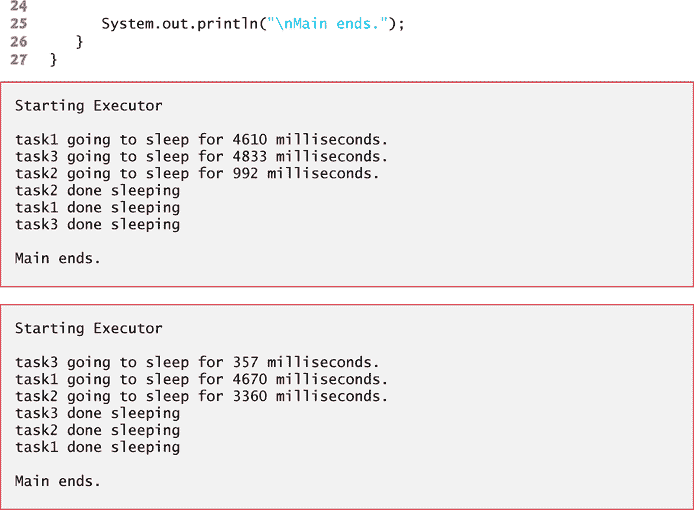 24
25 System.out.println("\nMain ends.");
26 }
27 }
Starting Executor
task1 going to sleep for 4610 milliseconds.
task3 going to sleep for 4833 milliseconds.
task2 going to sleep for 992 milliseconds.
task2 done sleeping
task1 done sleeping
task3 done sleeping
Main ends.
Starting Executor
task3 going to sleep for 357 milliseconds.
task1 going to sleep for 4670 milliseconds.
task2 going to sleep for 3360 milliseconds.
task3 done sleeping
task2 done sleeping
task1 done sleeping
Main ends.